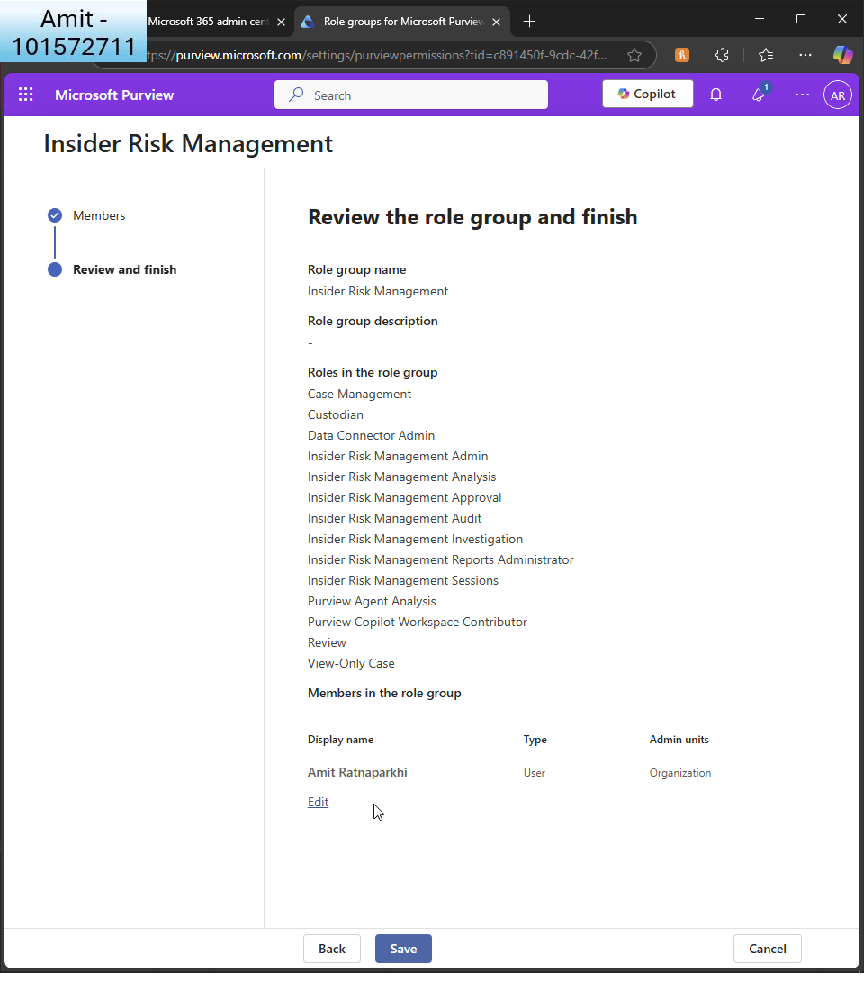 Amit -
101572711
Microsoft 365 admin cent
Role groups for Microsoft Purview
tps://purview.microsoft.com/settings/purviewpermissions?tid=c891450f-9cdc-42f...
Microsoft Purview
Search
Copilot
1
AR
Insider Risk Management
Members
Review and finish
Review the role group and finish
Role group name
Insider Risk Management
Role group description
-
Roles in the role group
Case Management
Custodian
Data Connector Admin
Insider Risk Management Admin
Insider Risk Management Analysis
Insider Risk Management Approval
Insider Risk Management Audit
Insider Risk Management Investigation
Insider Risk Management Reports Administrator
Insider Risk Management Sessions
Purview Agent Analysis
Purview Copilot Workspace Contributor
Review
View-Only Case
Members in the role group
Display name Type Admin units
Amit Ratnaparkhi User Organization
Edit
Back Save Cancel